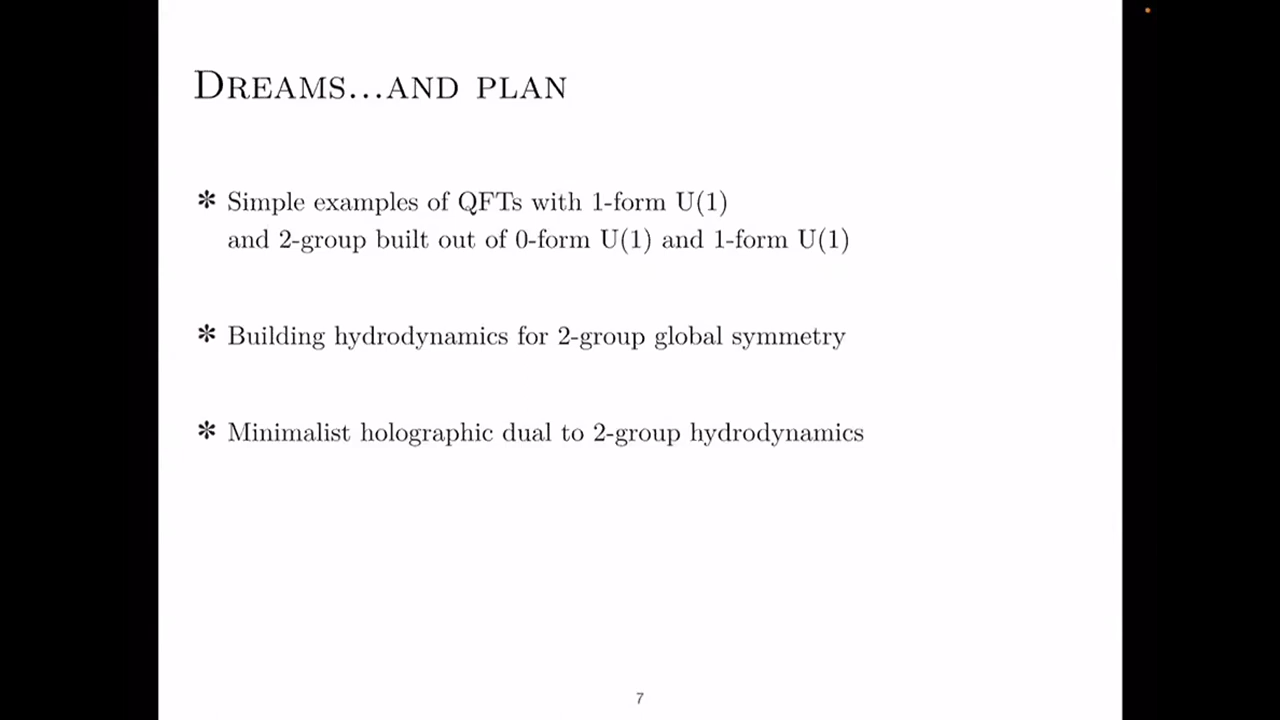 Dreams...and plan
✻ Simple examples of QFTs with 1-form U(1)
and 2-group built out of 0-form U(1) and 1-form U(1)
✻ Building hydrodynamics for 2-group global symmetry
✻ Minimalist holographic dual to 2-group hydrodynamics
7